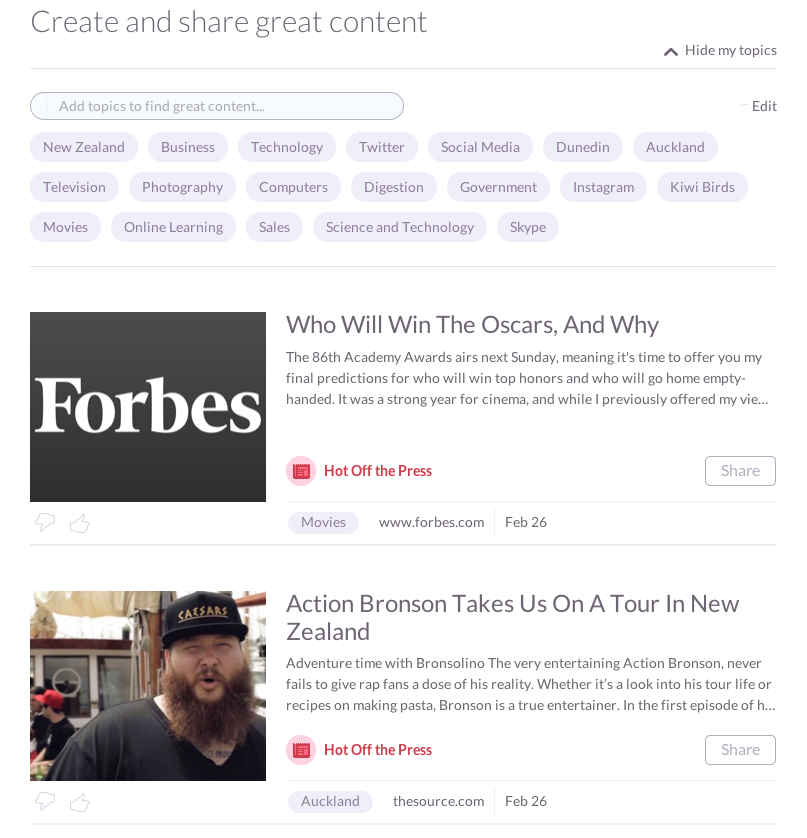 Create and share great content
Hide my topics
Add topics to find great content...
Edit
New Zealand Business Technology Twitter Social Media Dunedin Auckland
Television Photography Computers Digestion Government Instagram Kiwi Birds
Movies Online Learning Sales Science and Technology Skype
Forbes
Who Will Win The Oscars, And Why
The 86th Academy Awards airs next Sunday, meaning it's time to offer you my
final predictions for who will win top honors and who will go home empty-
handed. It was a strong year for cinema, and while I previously offered my vie...
Hot Off the Press
Share
Movies www.forbes.com Feb 26
CAESARS
Action Bronson Takes Us On A Tour In New
Zealand
Adventure time with Bronsolino The very entertaining Action Bronson, never
fails to give rap fans a dose of his reality. Whether it’s a look into his tour life or
recipes on making pasta, Bronson is a true entertainer. In the first episode of h...
Hot Off the Press
Share
Auckland thesource.com Feb 26